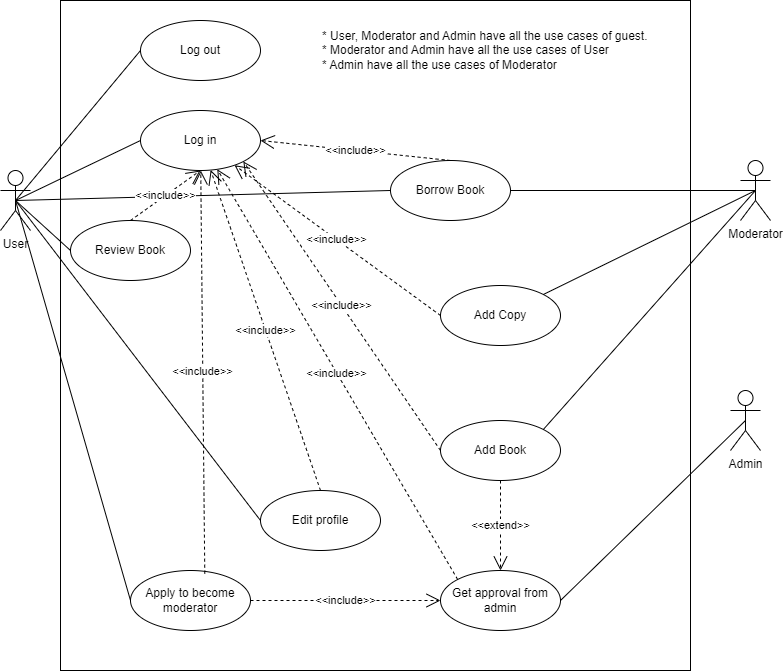 * User, Moderator and Admin have all the use cases of guest.
* Moderator and Admin have all the use cases of User
* Admin have all the use cases of Moderator
Log out
Log in
<<include>>
Borrow Book
<<include>>
User
Moderator
Review Book
<<include>>
<<include>>
Add Copy
<<include>>
<<include>>
<<include>>
Add Book
Admin
Edit profile
<<extend>>
Apply to become
moderator
<<include>>
Get approval from
admin